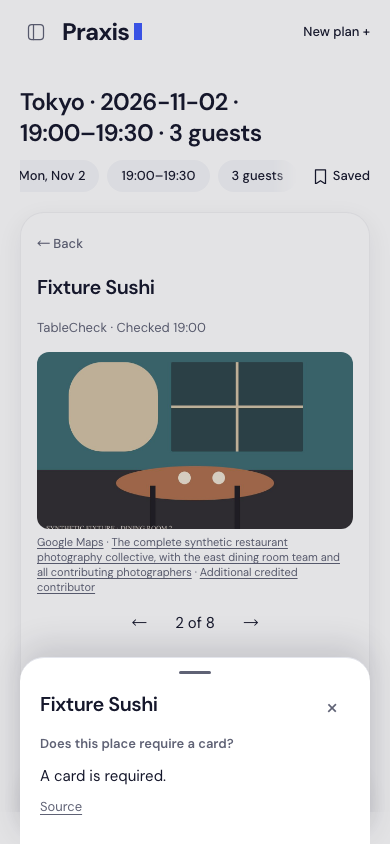 Praxis
New plan +
Tokyo · 2026-11-02 ·
19:00–19:30 · 3 guests
Mon, Nov 2
19:00–19:30
3 guests
Saved
← Back
Fixture Sushi
TableCheck · Checked 19:00
SYNTHETIC FIXTURE · DINING ROOM 2
Google Maps · The complete synthetic restaurant
photography collective, with the east dining room team and
all contributing photographers · Additional credited
contributor
← 2 of 8 →
Fixture Sushi
×
Does this place require a card?
A card is required.
Source